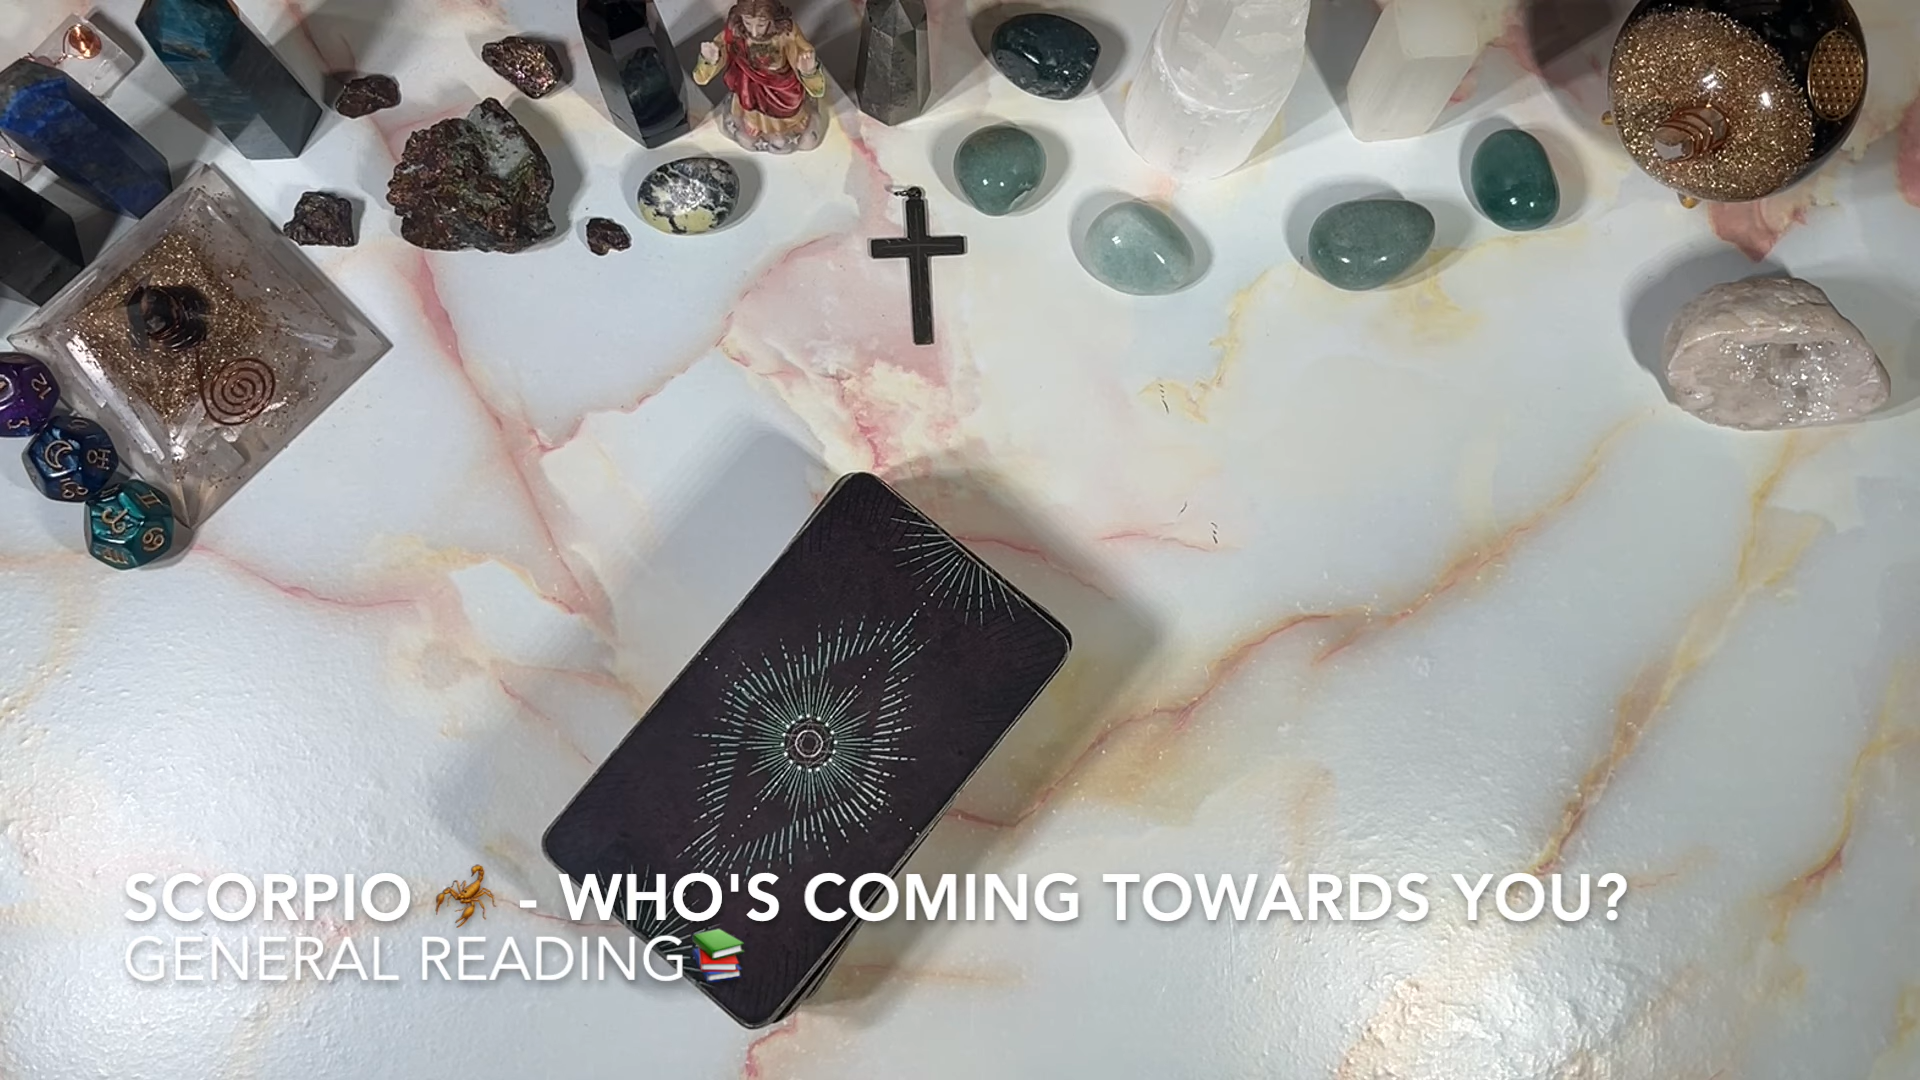 SCORPIO 🦂 - WHO'S COMING TOWARDS YOU?
GENERAL READING📚